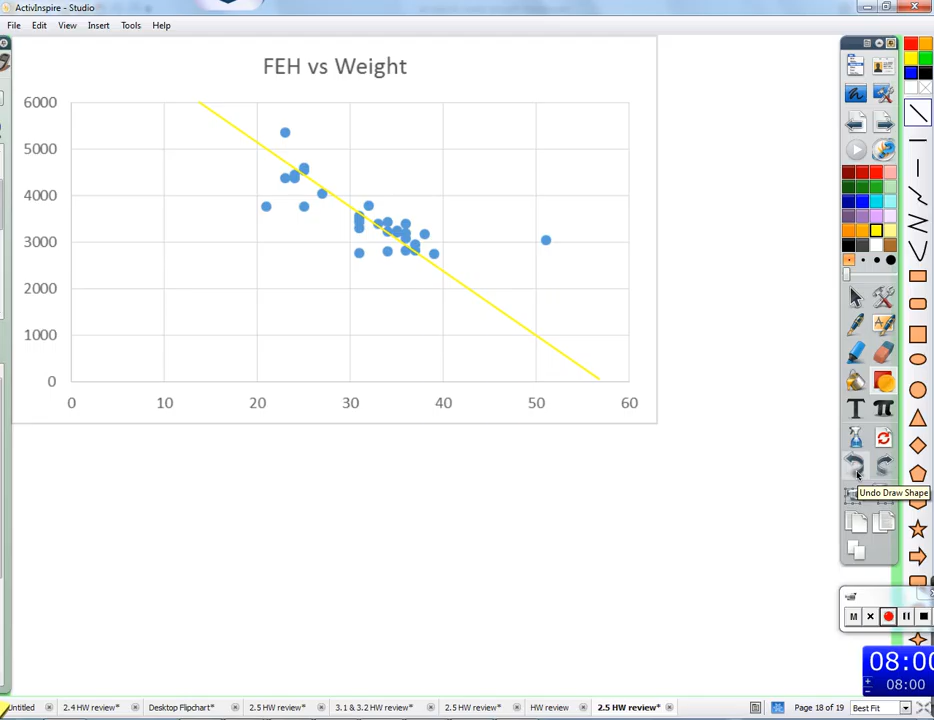 ActivInspire - Studio
File Edit View Insert Tools Help
FEH vs Weight
6000
5000
4000
3000
2000
1000
0
0 10 20 30 40 50 60
T π
Undo Draw Shape
M
08:00
08:00
2.4 HW review* Desktop Flipchart* 2.5 HW review* 3.1 & 3.2 HW review* 2.5 HW review* HW review 2.5 HW review* Page 18 of 19 Best Fit